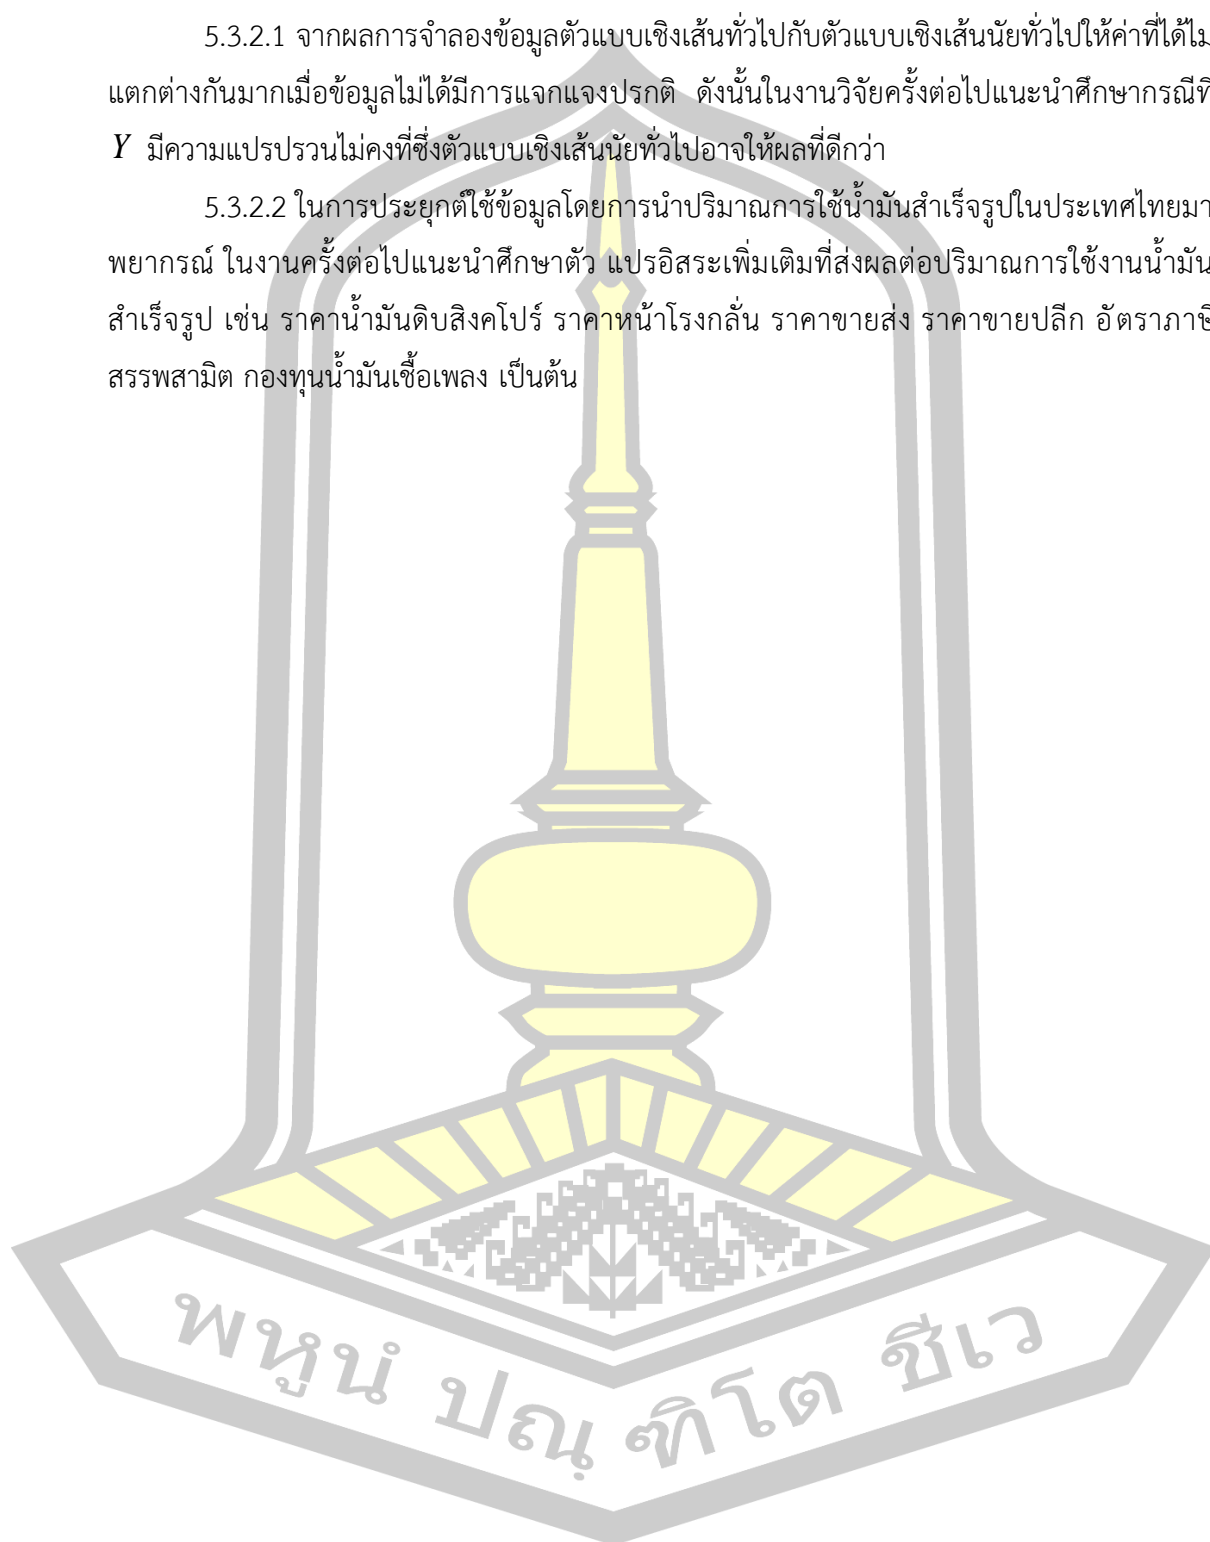 5.3.2.1 จากผลการจำลองข้อมูลตัวแบบเชิงเส้นทั่วไปกับตัวแบบเชิงเส้นนัยทั่วไปให้ค่าที่ได้ไม่
แตกต่างกันมากเมื่อข้อมูลไม่ได้มีการแจกแจงปรกติ ดังนั้นในงานวิจัยครั้งต่อไปแนะนำศึกษากรณีที่
Y มีความแปรปรวนไม่คงที่ซึ่งตัวแบบเชิงเส้นนัยทั่วไปอาจให้ผลที่ดีกว่า
5.3.2.2 ในการประยุกต์ใช้ข้อมูลโดยการนำปริมาณการใช้น้ำมันสำเร็จรูปในประเทศไทยมา
พยากรณ์ ในงานครั้งต่อไปแนะนำศึกษาตัว แปรอิสระเพิ่มเติมที่ส่งผลต่อปริมาณการใช้งานน้ำมัน
สำเร็จรูป เช่น ราคาน้ำมันดิบสิงคโปร์ ราคาหน้าโรงกลั่น ราคาขายส่ง ราคาขายปลีก อัตราภาษี
สรรพสามิต กองทุนน้ำมันเชื้อเพลง เป็นต้น
พหูนํ ปณฺฑิโต ชีเว